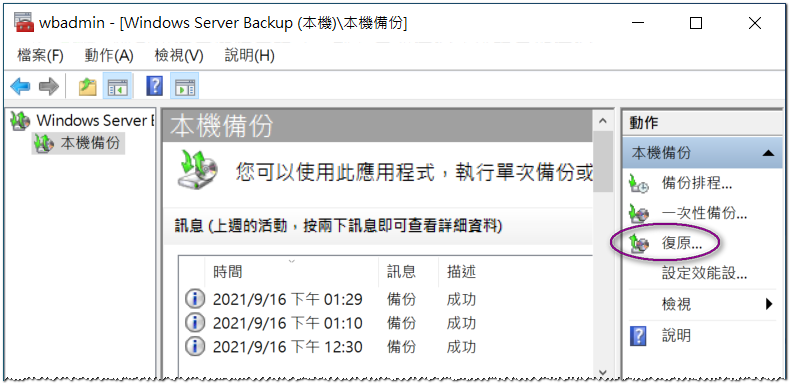 wbadmin - [Windows Server Backup (本機)\本機備份]
檔案(F) 動作(A) 檢視(V) 說明(H)
Windows Server E
本機備份
本機備份
您可以使用此應用程式，執行單次備份或
訊息 (上週的活動，按兩下訊息即可查看詳細資料)
時間 訊息 描述
2021/9/16 下午 01:29 備份 成功
2021/9/16 下午 01:10 備份 成功
2021/9/16 下午 12:30 備份 成功
動作
本機備份
備份排程...
一次性備份...
復原...
設定效能設...
檢視
說明